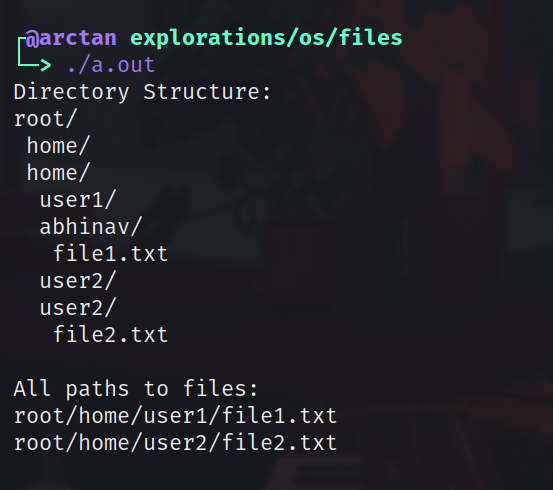 @arctan explorations/os/files
> ./a.out
Directory Structure:
root/
 home/
 home/
  user1/
  abhinav/
   file1.txt
  user2/
  user2/
   file2.txt

All paths to files:
root/home/user1/file1.txt
root/home/user2/file2.txt